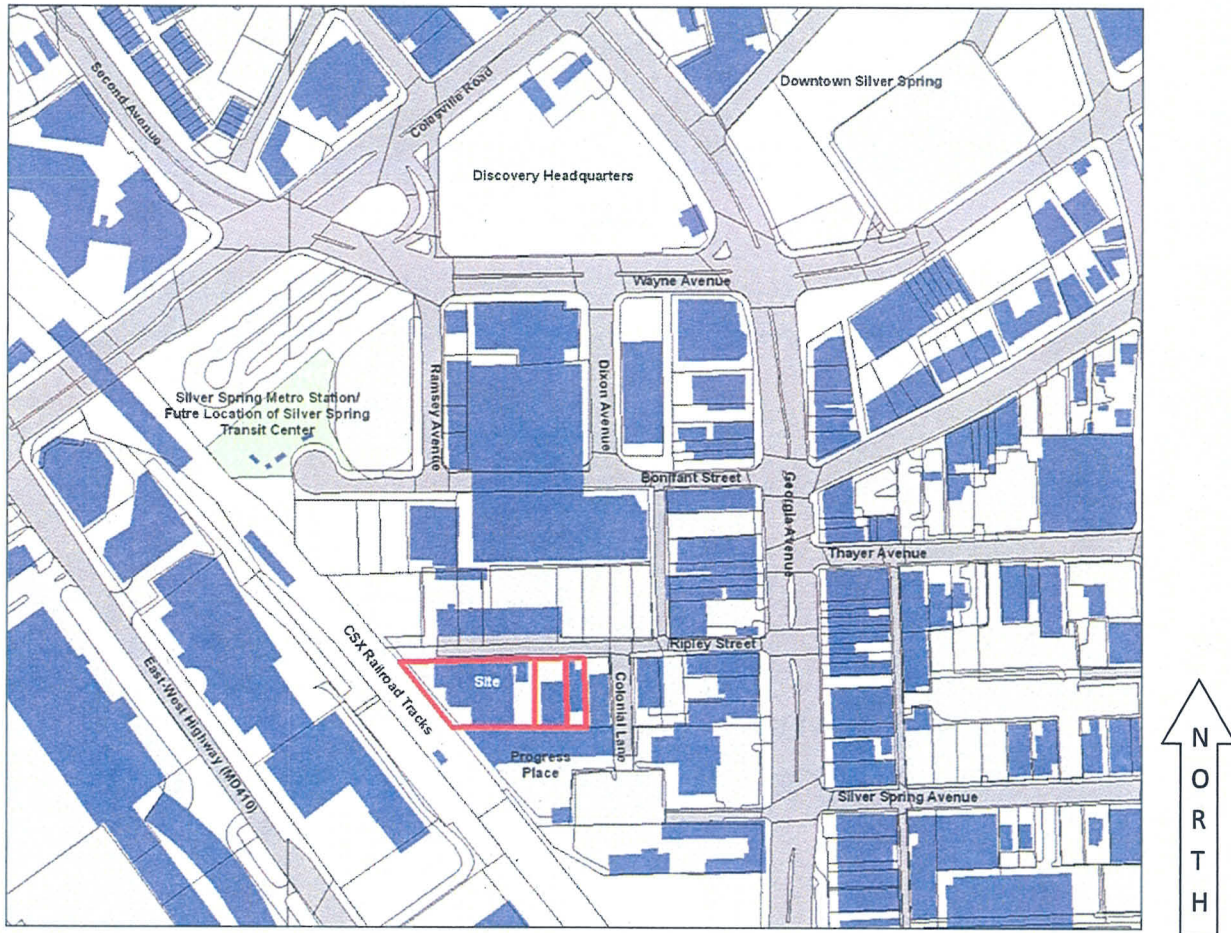 Second Avenue
Colesville Road
Downtown Silver Spring
Discovery Headquarters
Wayne Avenue
Ramsey Avenue
Dixon Avenue
Silver Spring Metro Station/
Futre Location of Silver Spring
Transit Center
Bonifant Street
Georgia Avenue
Thayer Avenue
CSX Railroad Tracks
Ripley Street
Site
Colonial Lane
East-West Highway (MD410)
Progress
Place
Silver Spring Avenue
N
O
R
T
H